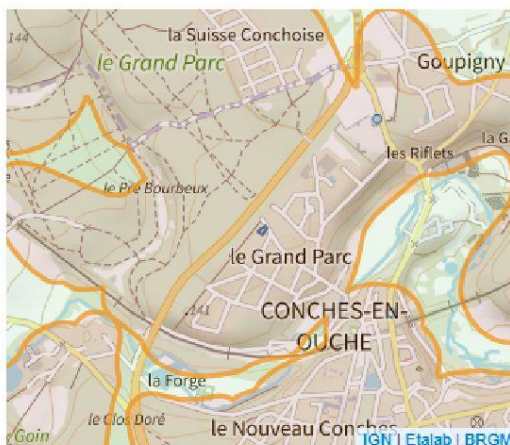 144
la Suisse Conchoise
le Grand Parc
Goupigny
la G
les Riflets
e
le Pré Bourbeux
le Grand Parc
141
CONCHES-EN-
OUCHE
la Forge
le Clos Doré
le Nouveau Conches
Goin
IGN | Etalab | BRGM